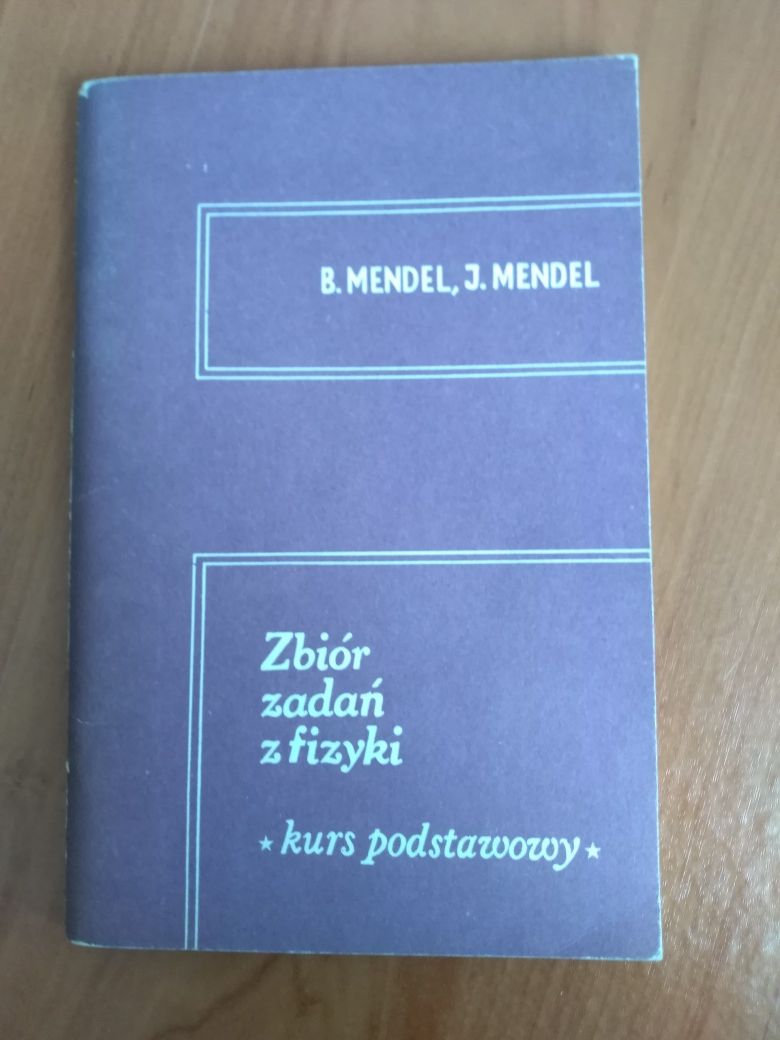 B. MENDEL, J. MENDEL
Zbiór
zadań
z fizyki
★ kurs podstawowy ★